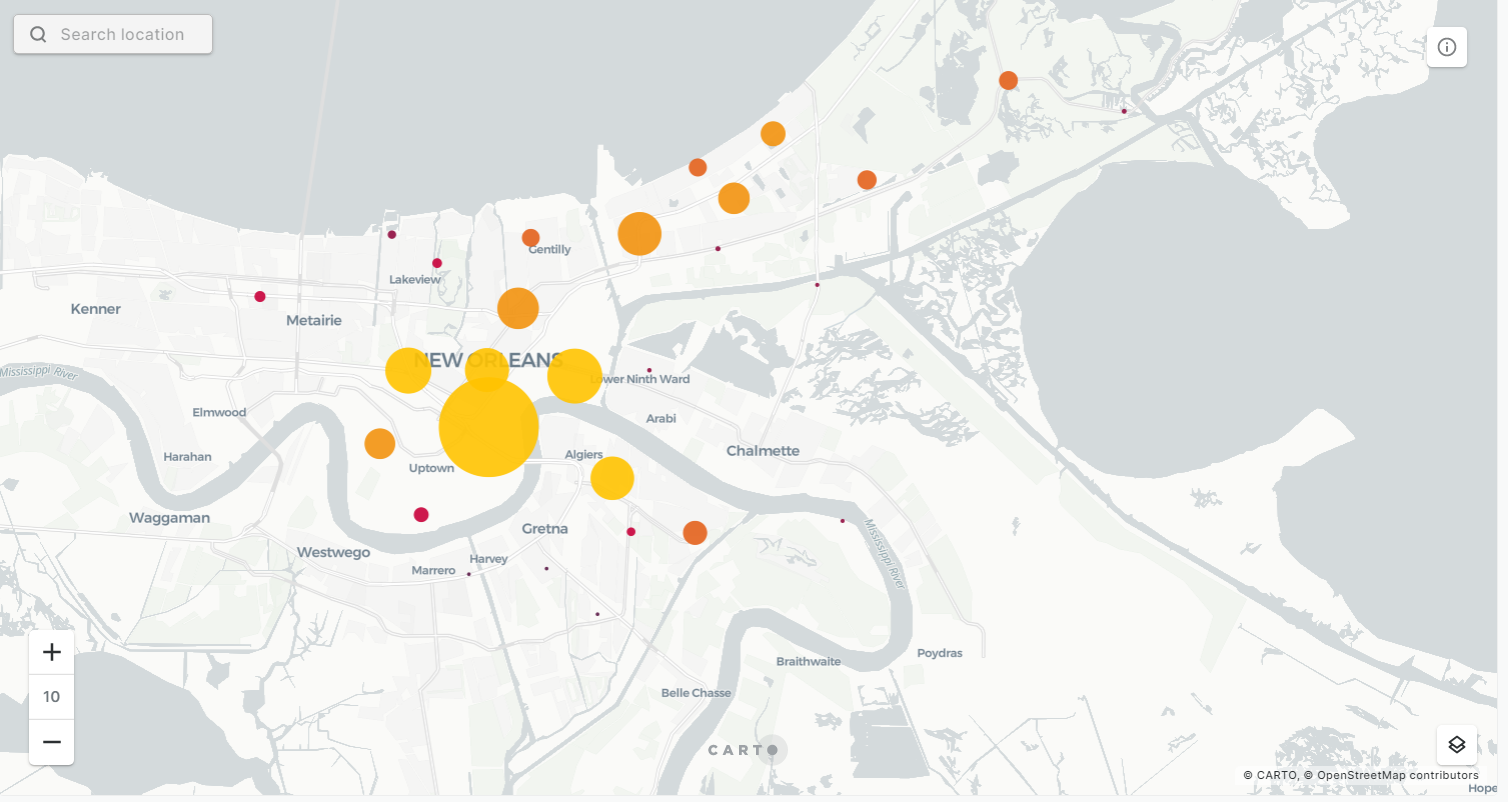 Search location
Gentilly
Lakeview
Kenner
Metairie
NEW ORLEANS
Mississippi River
Lower Ninth Ward
Elmwood
Arabi
Harahan
Algiers
Chalmette
Uptown
Waggaman
Gretna
Westwego
Harvey
Marrero
Mississippi River
Poydras
Braithwaite
Belle Chasse
10
CARTO
© CARTO, © OpenStreetMap contributors
Hope